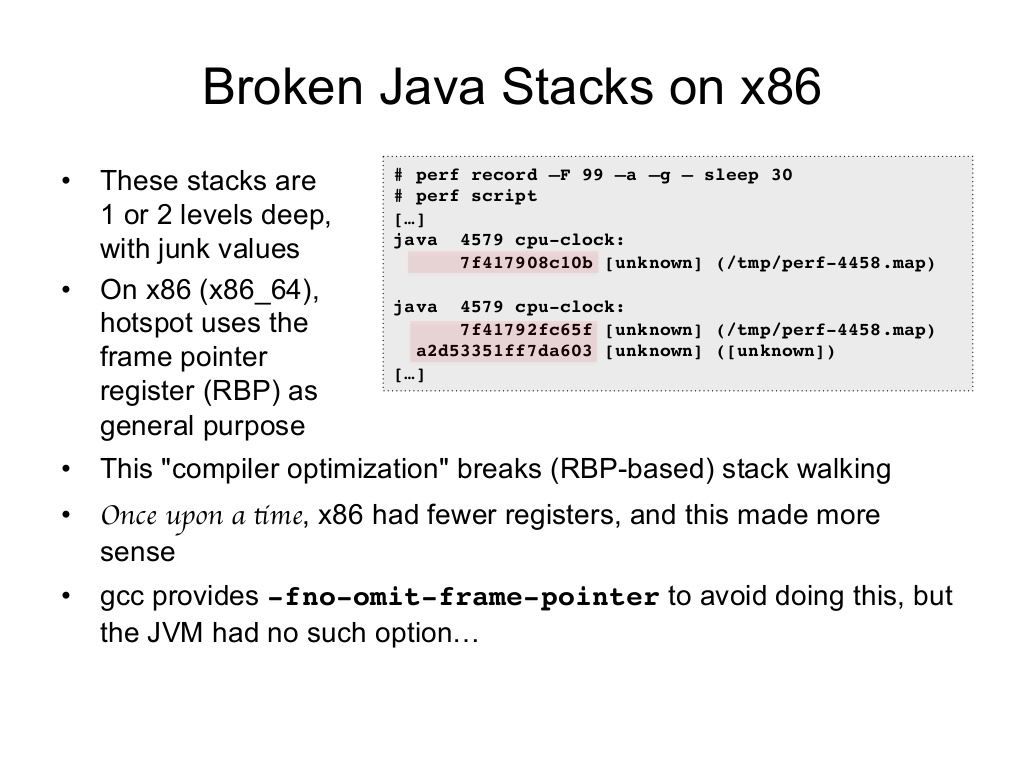 Broken Java Stacks on x86
• These stacks are
1 or 2 levels deep,
with junk values
• On x86 (x86_64),
hotspot uses the
frame pointer
register (RBP) as
general purpose
# perf record –F 99 –a –g – sleep 30
# perf script
[…]
java  4579 cpu-clock:
      7f417908c10b [unknown] (/tmp/perf-4458.map)

java  4579 cpu-clock:
      7f41792fc65f [unknown] (/tmp/perf-4458.map)
  a2d53351ff7da603 [unknown] ([unknown])
[…]
• This "compiler optimization" breaks (RBP-based) stack walking
• Once upon a time, x86 had fewer registers, and this made more
sense
• gcc provides -fno-omit-frame-pointer to avoid doing this, but
the JVM had no such option…